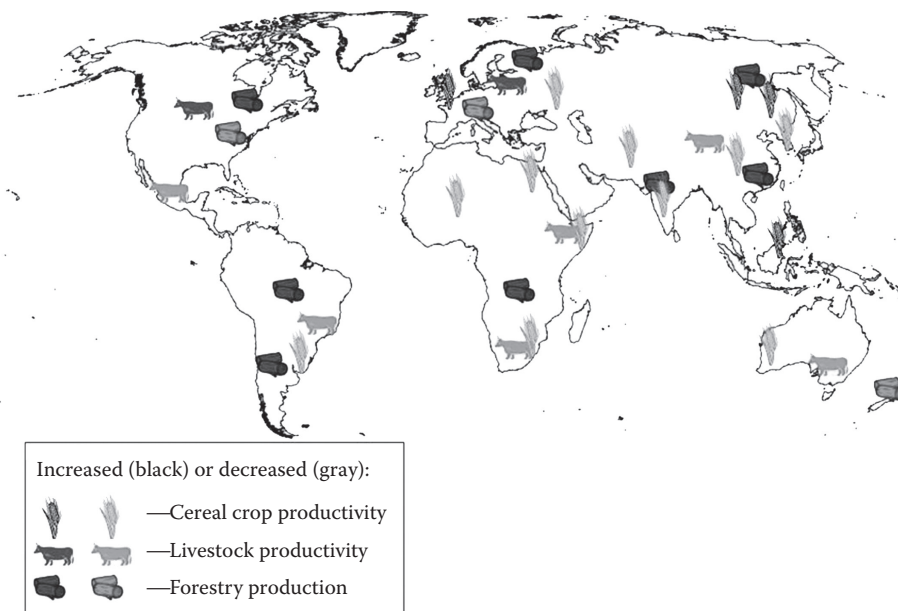 Increased (black) or decreased (gray):
—Cereal crop productivity
—Livestock productivity
—Forestry production